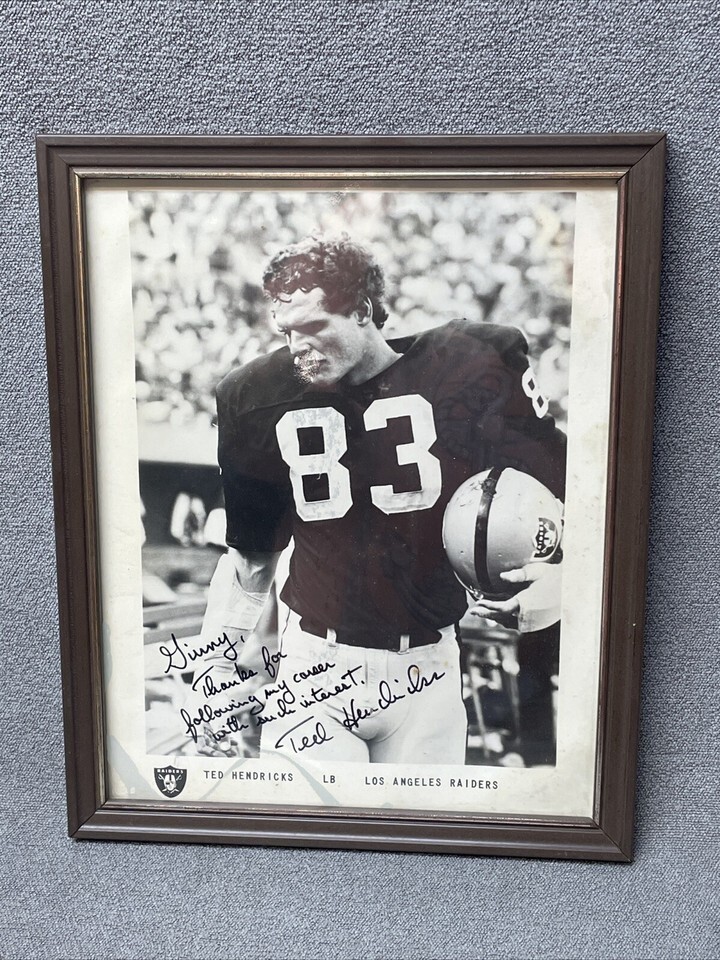 83
8
RAIDERS
Ginny,
Thanks for
following my career
with such interest.
Ted Hendricks
RAIDERS
TED HENDRICKS LB LOS ANGELES RAIDERS